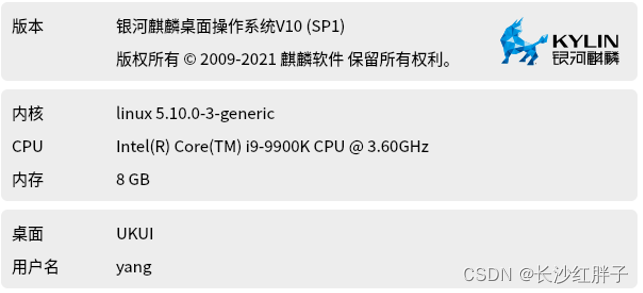 版本 银河麒麟桌面操作系统V10 (SP1)
版权所有 © 2009-2021 麒麟软件 保留所有权利。
KYLIN
银河麒麟
内核 linux 5.10.0-3-generic
CPU Intel(R) Core(TM) i9-9900K CPU @ 3.60GHz
内存 8 GB
桌面 UKUI
用户名 yang
CSDN @长沙红胖子